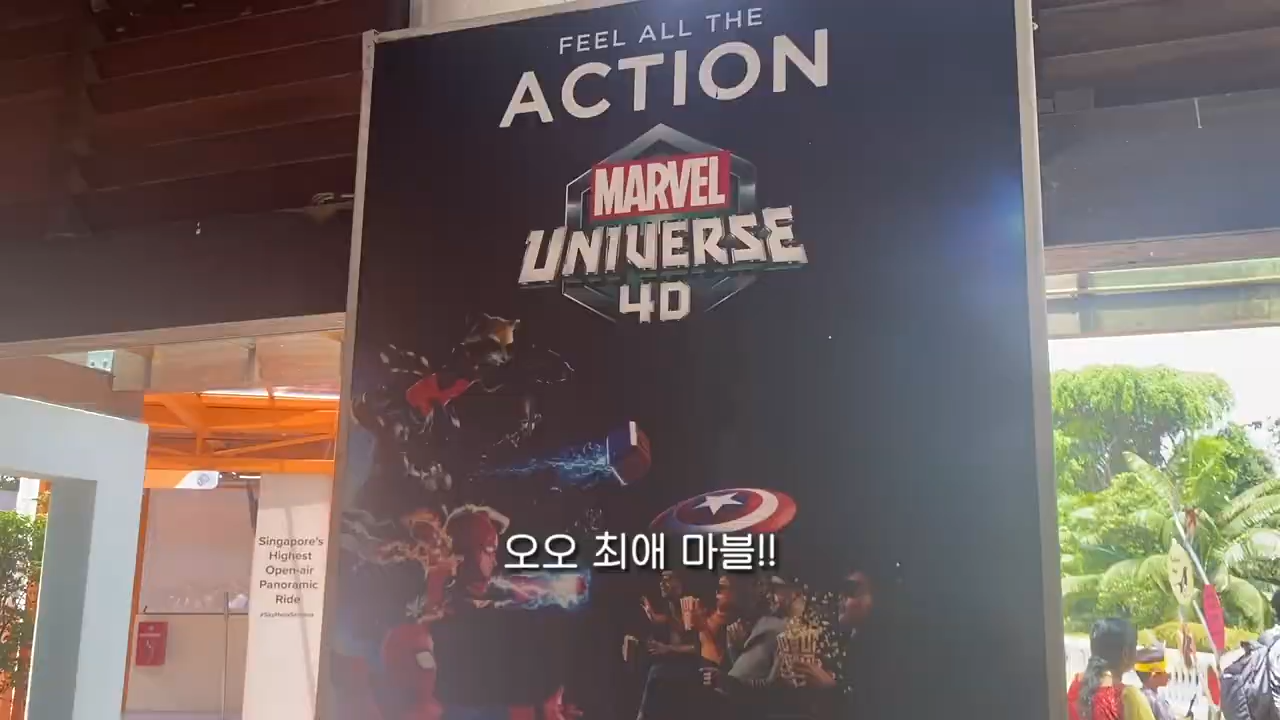 FEEL ALL THE
ACTION
MARVEL
UNIVERSE
4D
오오 최애 마블!!
Singapore's
Highest
Open-air
Panoramic
Ride